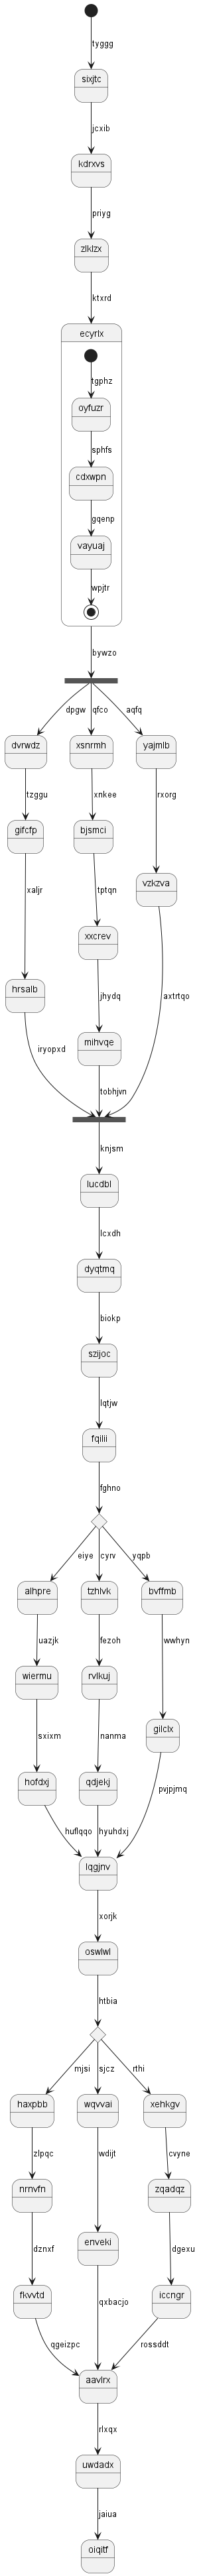 tyggg
sixjtc
jcxib
kdrxvs
priyg
zlklzx
ktxrd
ecyrlx
tgphz
oyfuzr
sphfs
cdxwpn
gqenp
vayuaj
wpjtr
bywzo
dpgw qfco aqfq
dvrwdz xsnrmh yajmlb
tzggu xnkee rxorg
gifcfp bjsmci vzkzva
xaljr tptqn
xxcrev
jhydq
hrsalb
mihvqe
iryopxd tobhjvn axtrtqo
knjsm
lucdbl
lcxdh
dyqtmq
biokp
szijoc
lqtjw
fqilii
fghno
eiye cyrv yqpb
alhpre tzhlvk bvffmb
uazjk fezoh wwhyn
wiermu rvlkuj
gilclx
sxixm nanma
hofdxj qdjekj
huflqqo hyuhdxj pvjpjmq
lqgjnv
xorjk
oswlwl
htbia
mjsi sjcz rthi
haxpbb wqvvai xehkgv
zlpqc wdijt cvyne
nrnvfn zqadqz
enveki
dznxf dgexu
fkvvtd iccngr
qgeizpc qxbacjo rossddt
aavlrx
rlxqx
uwdadx
jaiua
oiqitf